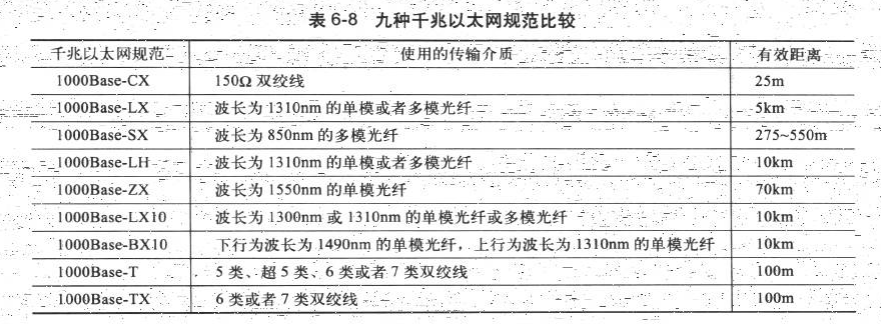 表 6-8 九种千兆以太网规范比较
千兆以太网规范 使用的传输介质 有效距离
1000Base-CX 150Ω 双绞线 25m
1000Base-LX 波长为 1310nm 的单模或者多模光纤 5km
1000Base-SX 波长为 850nm 的多模光纤 275~550m
1000Base-LH 波长为 1310nm 的单模或者多模光纤 10km
1000Base-ZX 波长为 1550nm 的单模光纤 70km
1000Base-LX10 波长为 1300nm 或 1310nm 的单模光纤或多模光纤 10km
1000Base-BX10 下行为波长为 1490nm 的单模光纤，上行为波长为 1310nm 的单模光纤 10km
1000Base-T 5 类、超 5 类、6 类或者 7 类双绞线 100m
1000Base-TX 6 类或者 7 类双绞线 100m